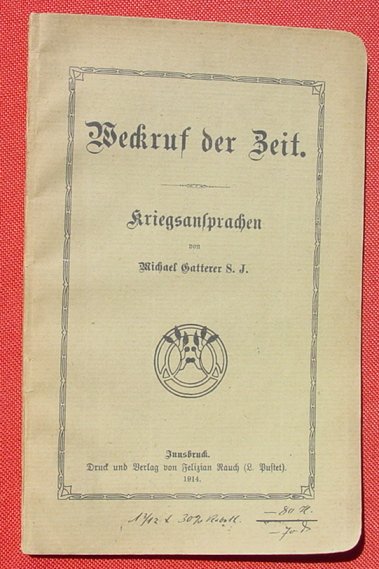 Weckruf der Zeit.
Kriegsansprachen
von
Michael Gatterer S. J.
Innsbruck.
Druck und Verlag von Felizian Rauch (L. Pustet).
1914.
30% Rabatt.